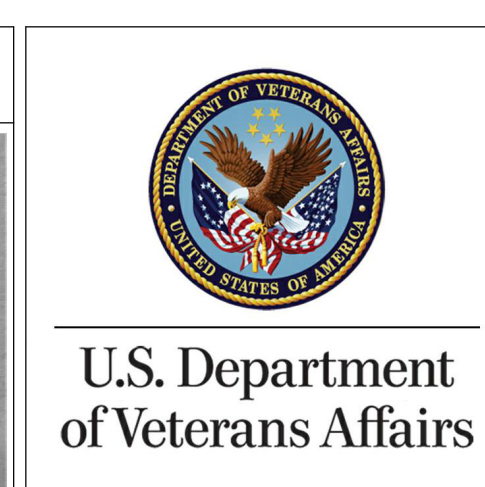 DEPARTMENT OF VETERANS AFFAIRS
UNITED STATES OF AMERICA
U.S. Department
of Veterans Affairs